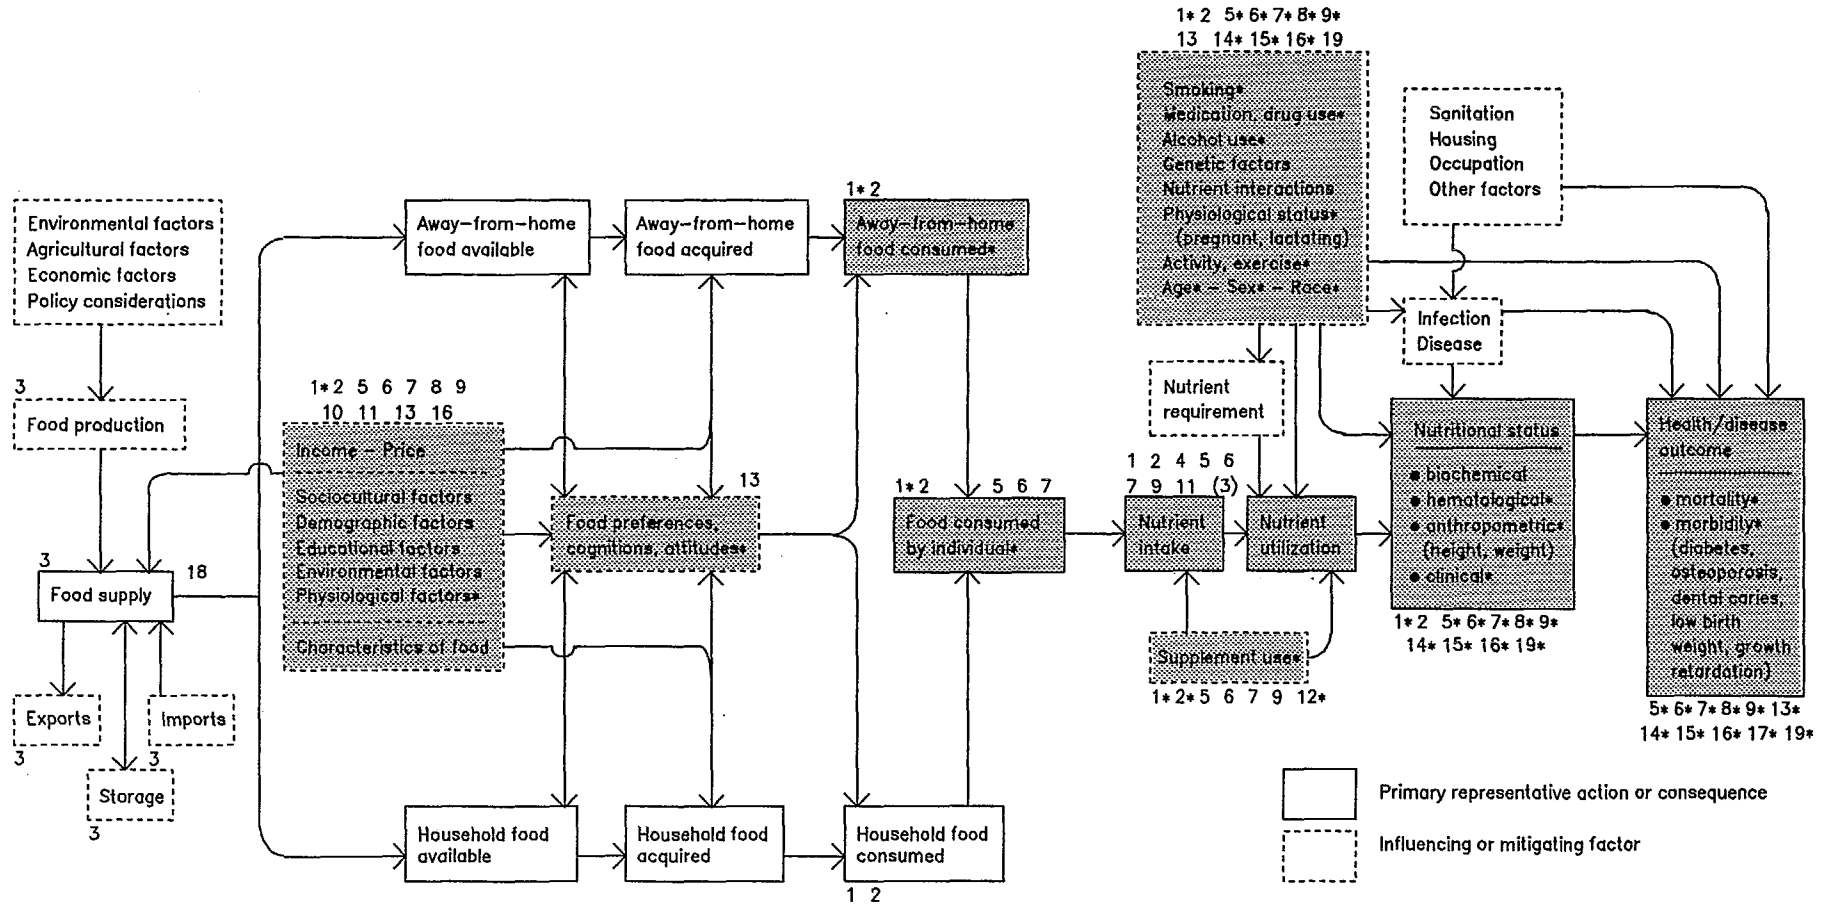 1* 2 5* 6* 7* 8* 9*
13 14* 15* 16* 19
Smoking*
Medication, drug use*
Alcohol use*
Genetic factors
Nutrient interactions
Physiological status*
(pregnant, lactating)
Activity, exercise*
Age* – Sex* – Race*
Sanitation
Housing
Occupation
Other factors
Environmental factors
Agricultural factors
Economic factors
Policy considerations
Away–from–home
food available
Away–from–home
food acquired
1* 2
Away–from–home
food consumed*
Infection
Disease
3
Food production
1* 2 5 6 7 8 9
10 11 13 16
Income – Price
Sociocultural factors
Demographic factors
Educational factors
Environmental factors
Physiological factors*
Characteristics of food
13
Food preferences,
cognitions, attitudes*
1* 2 5 6 7
Food consumed
by individual*
Nutrient
requirement
1 2 4 5 6
7 9 11 (3)
Nutrient
intake
Nutrient
utilization
Nutritional status
● biochemical
● hematological*
● anthropometric*
(height, weight)
● clinical*
1* 2 5* 6* 7* 8* 9*
14* 15* 16* 19*
Health/disease
outcome
● mortality*
● morbidity*
(diabetes,
osteoporosis,
dental caries,
low birth
weight, growth
retardation)
5* 6* 7* 8* 9* 13*
14* 15* 16* 17* 19*
3
18
Food supply
Supplement use*
1* 2* 5 6 7 9 12*
Exports
3
Imports
3
Storage
3
Household food
available
Household food
acquired
Household food
consumed
1 2
Primary representative action or consequence
Influencing or mitigating factor